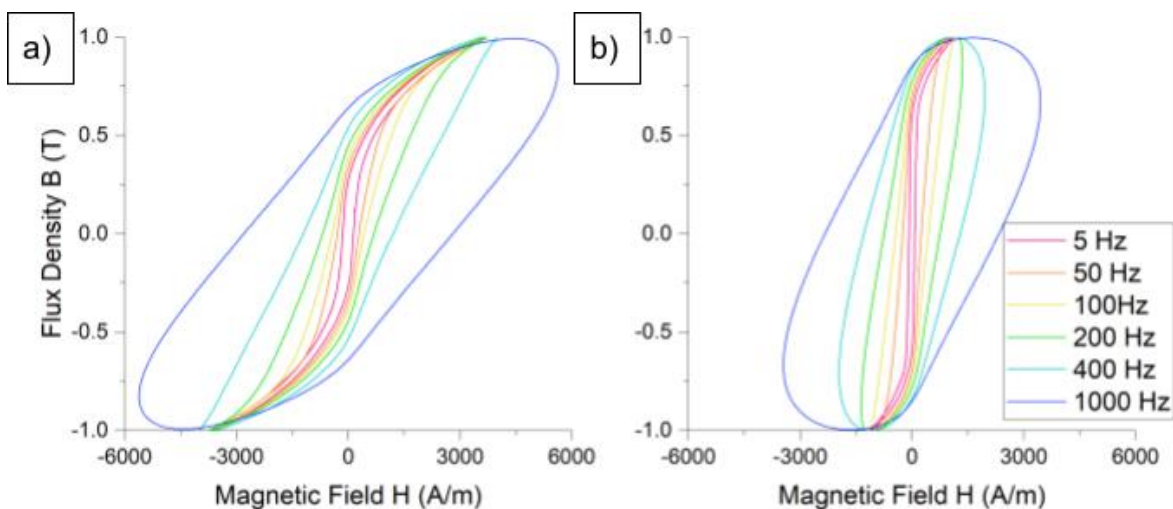 a)
b)
1.0
0.5
0.0
-0.5
-1.0
Flux Density B (T)
-6000 -3000 0 3000 6000
Magnetic Field H (A/m)
1.0
0.5
0.0
-0.5
-1.0
-6000 -3000 0 3000 6000
Magnetic Field H (A/m)
5 Hz
50 Hz
100Hz
200 Hz
400 Hz
1000 Hz